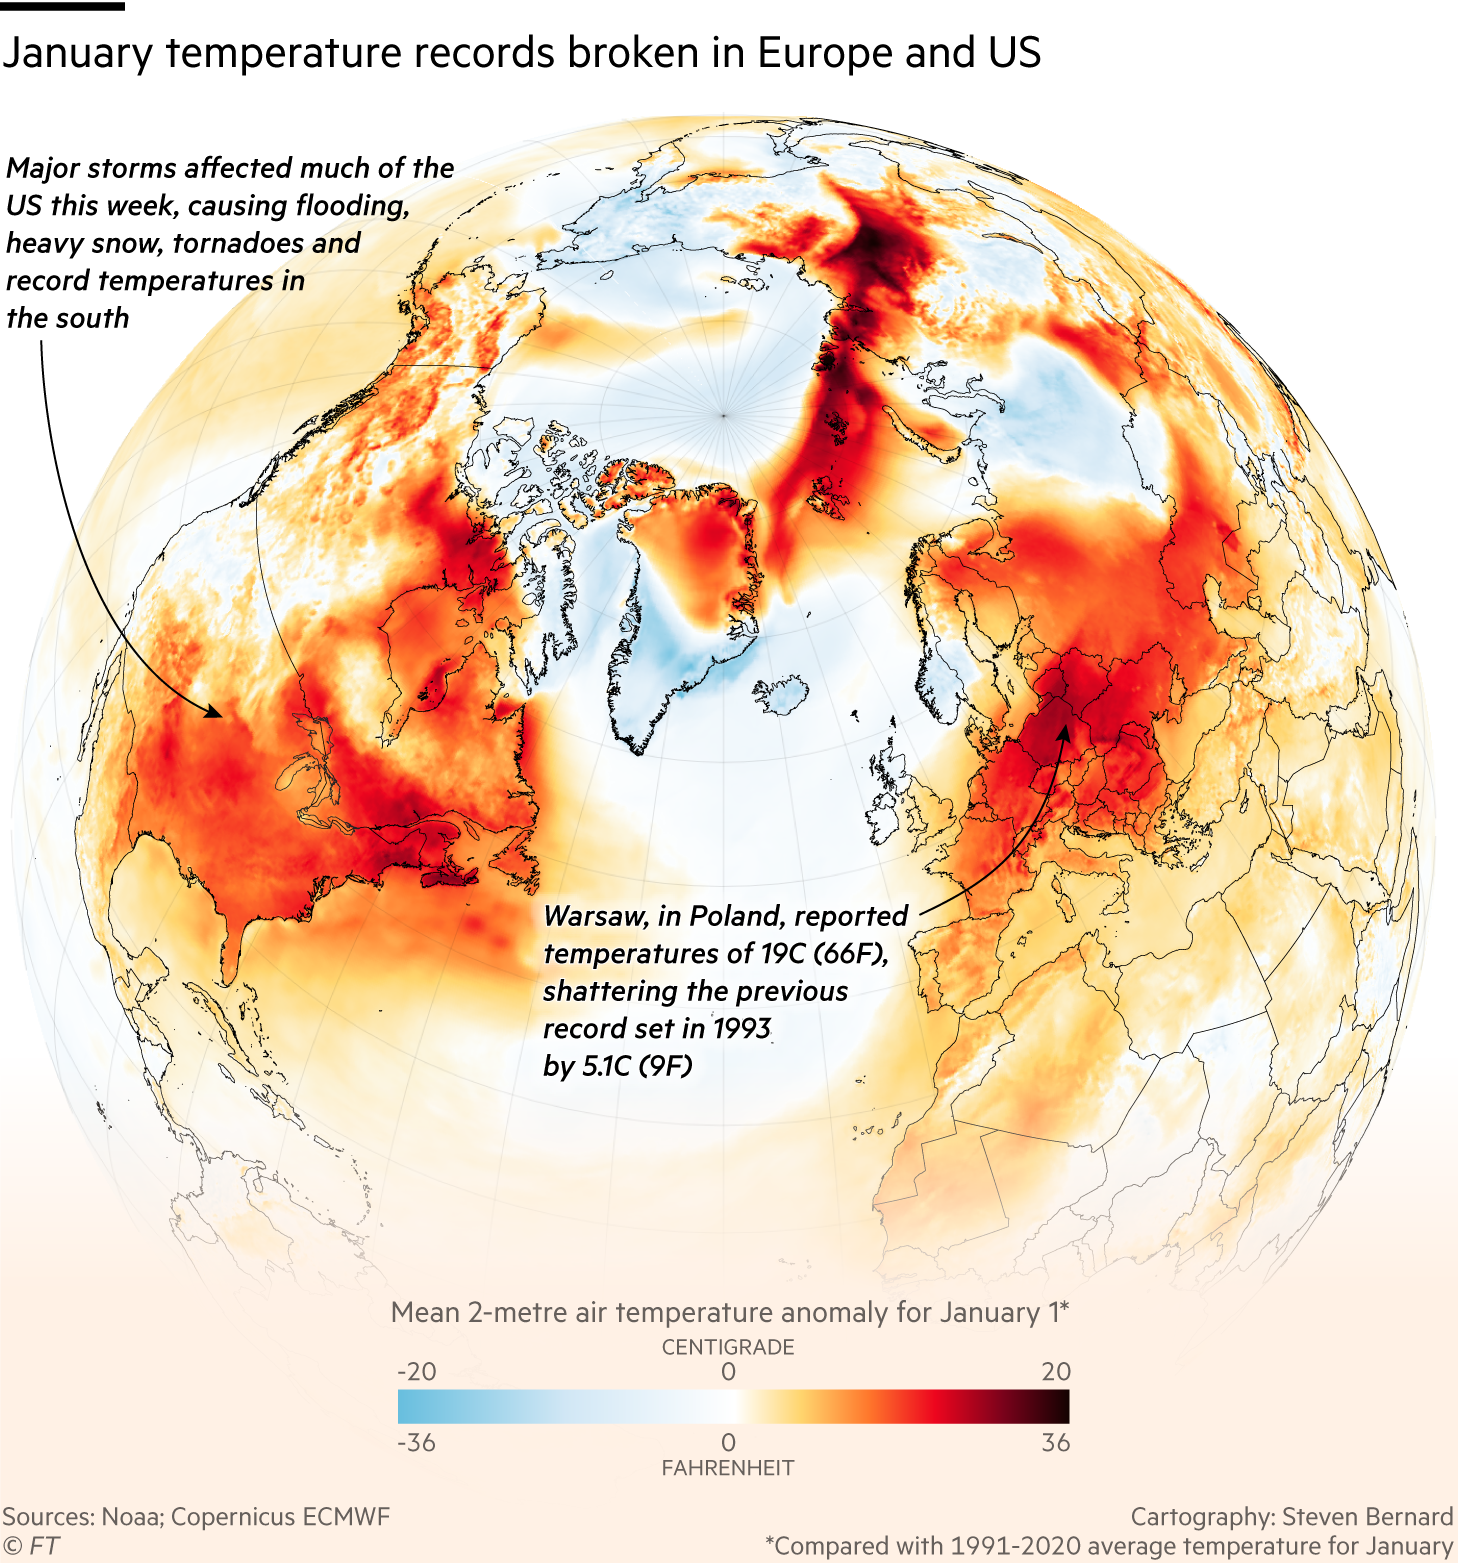 January temperature records broken in Europe and US
Major storms affected much of the
US this week, causing flooding,
heavy snow, tornadoes and
record temperatures in
the south
Warsaw, in Poland, reported
temperatures of 19C (66F),
shattering the previous
record set in 1993
by 5.1C (9F)
Mean 2-metre air temperature anomaly for January 1*
CENTIGRADE
-20 0 20
-36 0 36
FAHRENHEIT
Sources: Noaa; Copernicus ECMWF
Cartography: Steven Bernard
© FT
*Compared with 1991-2020 average temperature for January